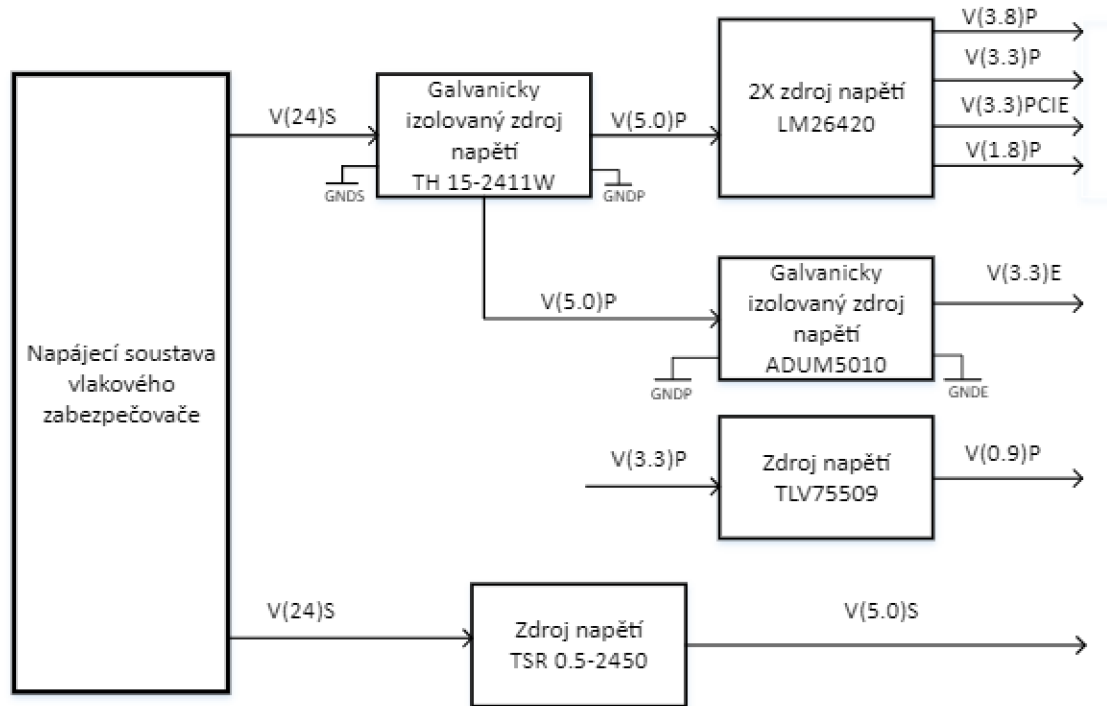 Napájecí soustava
vlakového
zabezpečovače
V(24)S
GNDS
Galvanicky
izolovaný zdroj
napětí
TH 15-2411W
V(5.0)P
GNDP
2X zdroj napětí
LM26420
V(3.8)P
V(3.3)P
V(3.3)PCIE
V(1.8)P
V(5.0)P
GNDP
Galvanicky
izolovaný zdroj
napětí
ADUM5010
V(3.3)E
GNDE
V(3.3)P
Zdroj napětí
TLV75509
V(0.9)P
V(24)S
Zdroj napětí
TSR 0.5-2450
V(5.0)S